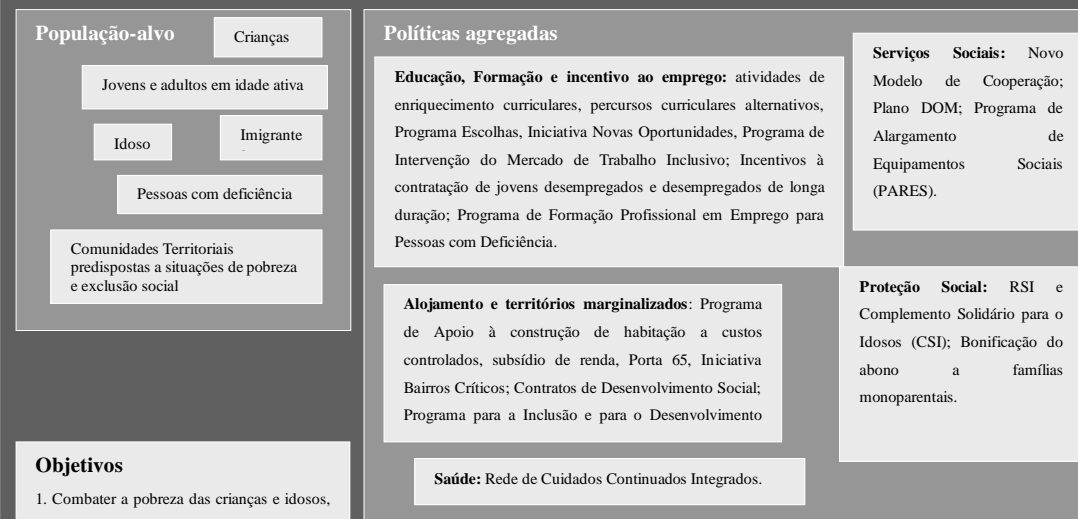 População-alvo
Crianças
Jovens e adultos em idade ativa
Idoso
Imigrante
Pessoas com deficiência
Comunidades Territoriais
predispostas a situações de pobreza
e exclusão social
Objetivos
1. Combater a pobreza das crianças e idosos,
Políticas agregadas
Educação, Formação e incentivo ao emprego: atividades de
enriquecimento curriculares, percursos curriculares alternativos,
Programa Escolhas, Iniciativa Novas Oportunidades, Programa de
Intervenção do Mercado de Trabalho Inclusivo; Incentivos à
contratação de jovens desempregados e desempregados de longa
duração; Programa de Formação Profissional em Emprego para
Pessoas com Deficiência.
Serviços Sociais: Novo
Modelo de Cooperação;
Plano DOM; Programa de
Alargamento de
Equipamentos Sociais
(PARES).
Alojamento e territórios marginalizados: Programa
de Apoio à construção de habitação a custos
controlados, subsídio de renda, Porta 65, Iniciativa
Bairros Críticos; Contratos de Desenvolvimento Social;
Programa para a Inclusão e para o Desenvolvimento
Proteção Social: RSI e
Complemento Solidário para o
Idosos (CSI); Bonificação do
abono a famílias
monoparentais.
Saúde: Rede de Cuidados Continuados Integrados.